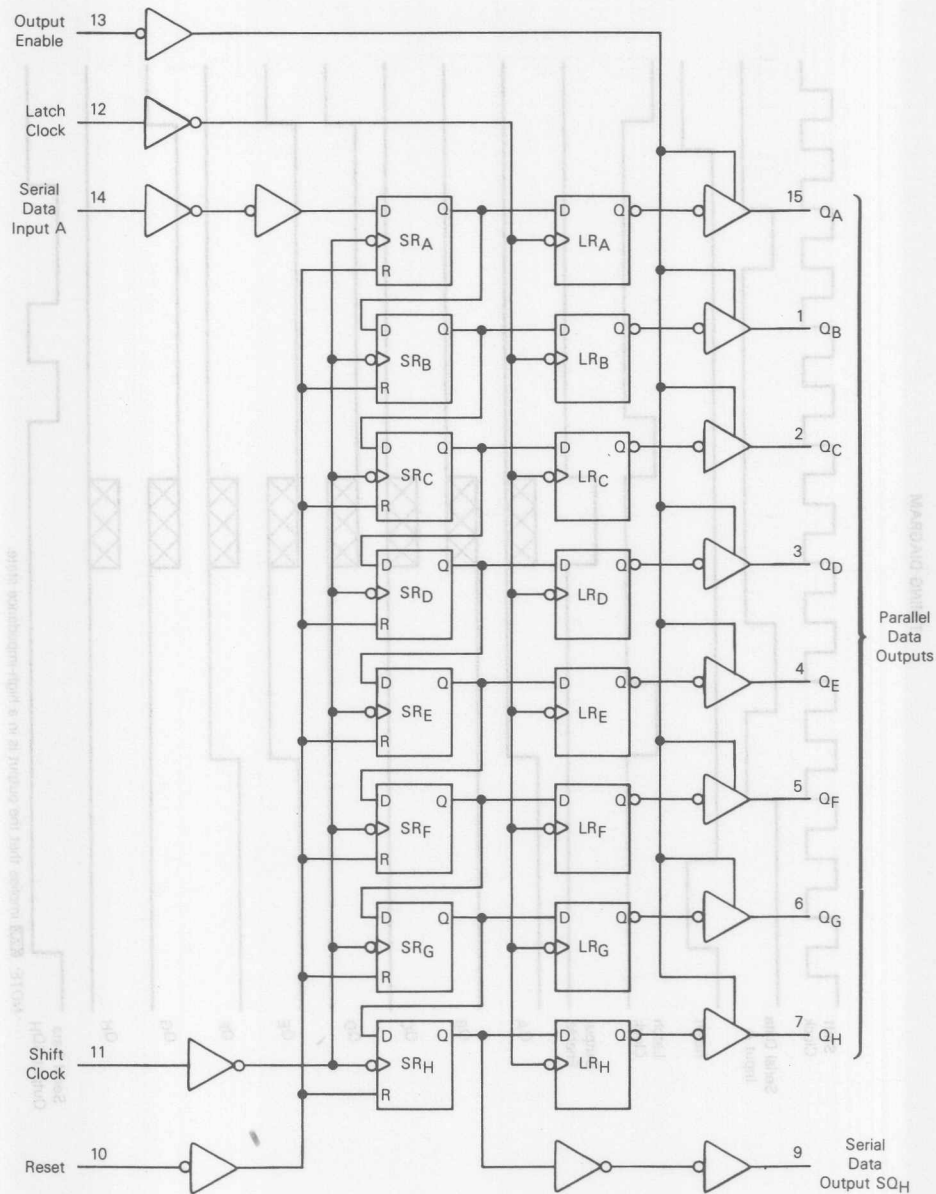 Output
Enable
13
Latch
Clock
12
Serial
Data
Input A
14
D Q
SRA
R
D Q
LRA
15
QA
D Q
SRB
R
D Q
LRB
1
QB
D Q
SRC
R
D Q
LRC
2
QC
D Q
SRD
R
D Q
LRD
3
QD
Parallel
Data
Outputs
D Q
SRE
R
D Q
LRE
4
QE
D Q
SRF
R
D Q
LRF
5
QF
D Q
SRG
R
D Q
LRG
6
QG
D Q
SRH
R
D Q
LRH
7
QH
Shift
Clock
11
Reset
10
9
Serial
Data
Output SQH